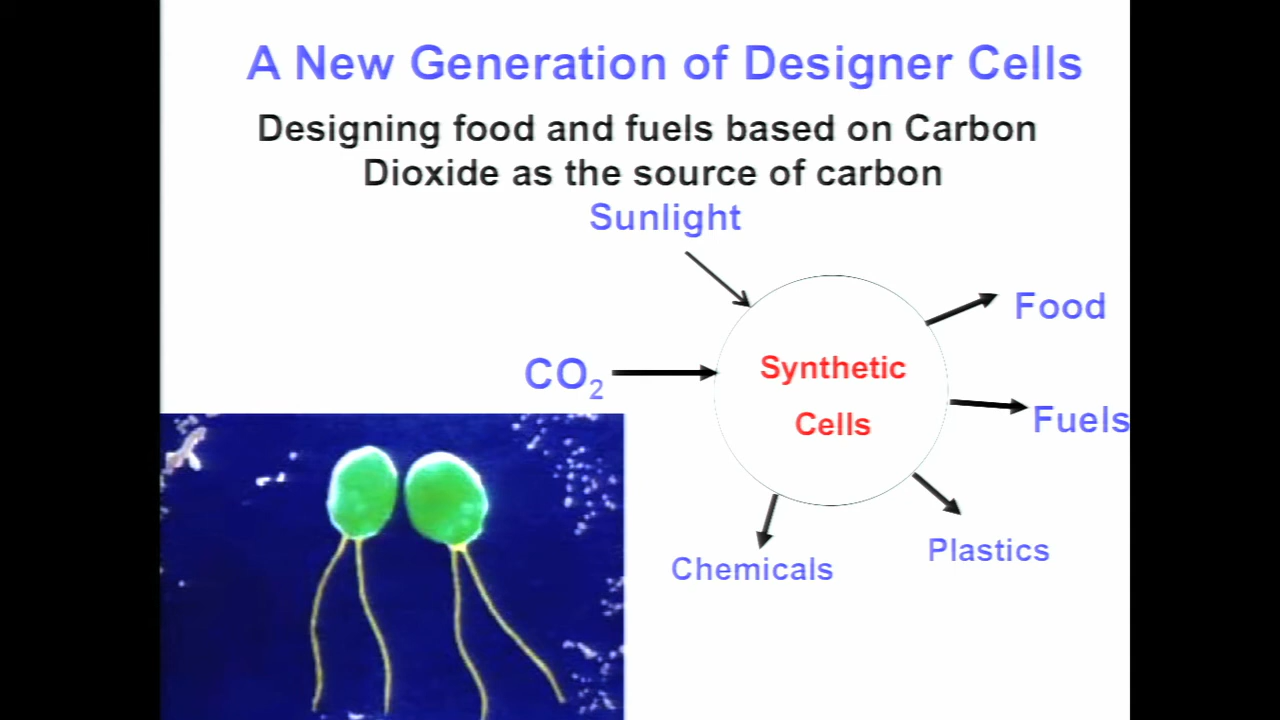 A New Generation of Designer Cells
Designing food and fuels based on Carbon
Dioxide as the source of carbon
Sunlight
Food
CO₂
Synthetic
Cells
Fuels
Plastics
Chemicals